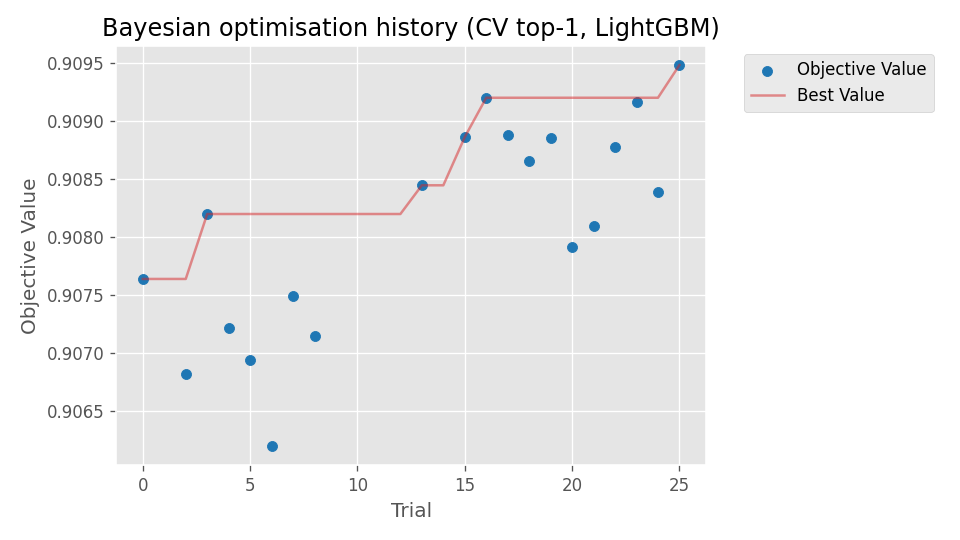 Bayesian optimisation history (CV top-1, LightGBM)
Objective Value
Best Value
0.9095
0.9090
0.9085
0.9080
0.9075
0.9070
0.9065
Objective Value
0 5 10 15 20 25
Trial